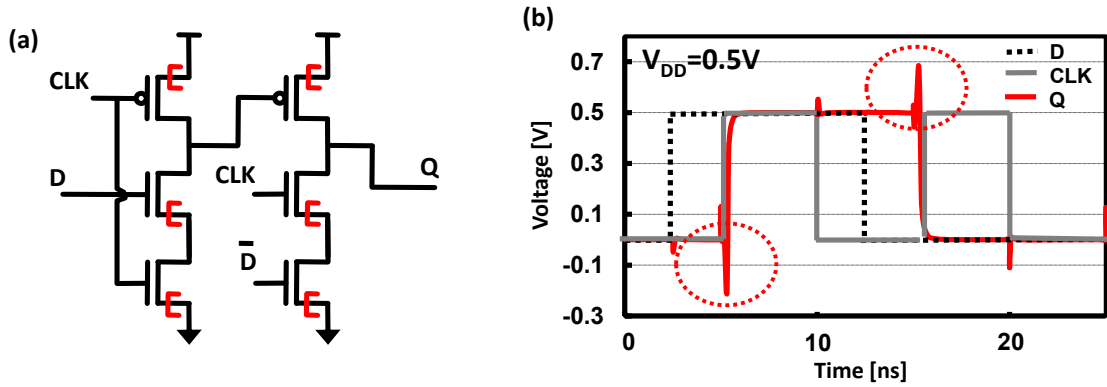 (a)
CLK
D
CLK
D̅
Q
(b)
V_DD=0.5V
D
CLK
Q
0.7
0.5
0.3
0.1
-0.1
-0.3
Voltage [V]
0
10
20
Time [ns]